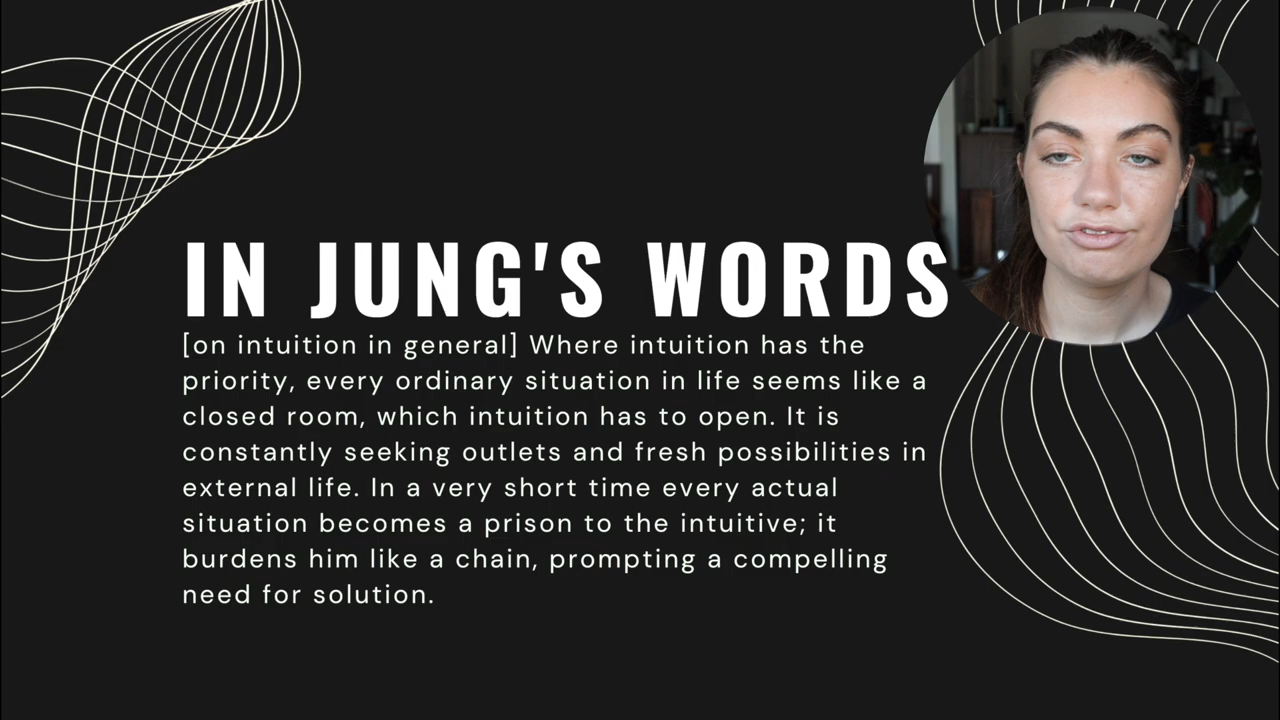 IN JUNG'S WORDS
[on intuition in general] Where intuition has the
priority, every ordinary situation in life seems like a
closed room, which intuition has to open. It is
constantly seeking outlets and fresh possibilities in
external life. In a very short time every actual
situation becomes a prison to the intuitive; it
burdens him like a chain, prompting a compelling
need for solution.